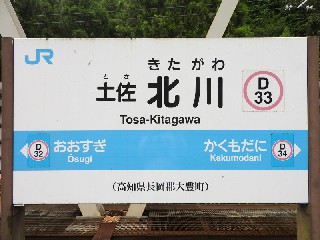 JR
きたがわ
とさ
土佐 北川
Tosa-Kitagawa
D
33
D
32
おおすぎ
Ōsugi
かくもだに
Kakumodani
D
34
(高知県長岡郡大豊町)